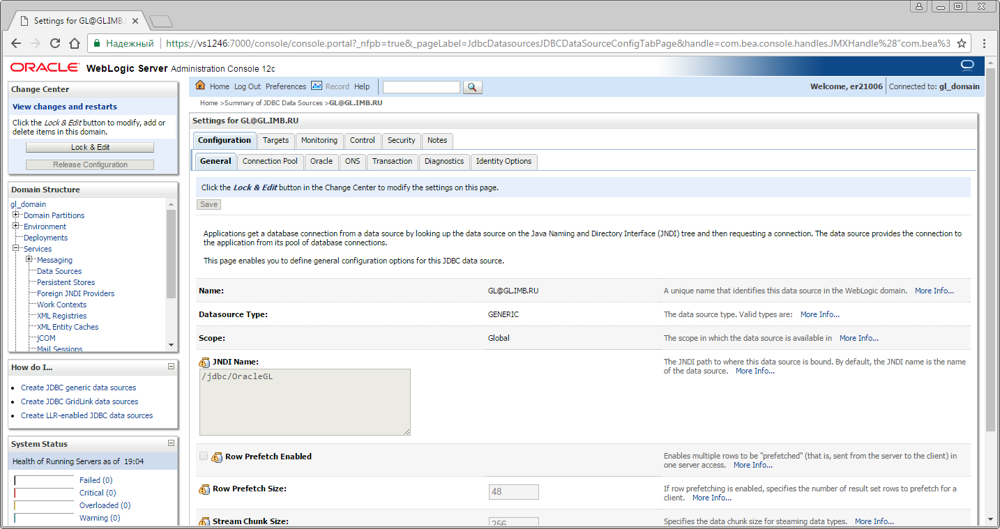 Settings for GL@GL.IMB.
Надежный
https://vs1246:7000/console/console.portal?_nfpb=true&_pageLabel=JdbcDatasourcesJDBCDataSourceConfigTabPage&handle=com.bea.console.handles.JMXHandle%28"com.bea%3
ORACLE WebLogic Server Administration Console 12c
Change Center
View changes and restarts
Click the Lock & Edit button to modify, add or
delete items in this domain.
Lock & Edit
Release Configuration
Domain Structure
gl_domain
Domain Partitions
Environment
Deployments
Services
Messaging
Data Sources
Persistent Stores
Foreign JNDI Providers
Work Contexts
XML Registries
XML Entity Caches
jCOM
Mail Sessions
How do I...
Create JDBC generic data sources
Create JDBC GridLink data sources
Create LLR-enabled JDBC data sources
System Status
Health of Running Servers as of 19:04
Failed (0)
Critical (0)
Overloaded (0)
Warning (0)
Home Log Out Preferences Record Help
Welcome, er21006 Connected to: gl_domain
Home >Summary of JDBC Data Sources >GL@GL.IMB.RU
Settings for GL@GL.IMB.RU
Configuration Targets Monitoring Control Security Notes
General Connection Pool Oracle ONS Transaction Diagnostics Identity Options
Click the Lock & Edit button in the Change Center to modify the settings on this page.
Save
Applications get a database connection from a data source by looking up the data source on the Java Naming and Directory Interface (JNDI) tree and then requesting a connection. The data source provides the connection to
the application from its pool of database connections.
This page enables you to define general configuration options for this JDBC data source.
Name: GL@GL.IMB.RU A unique name that identifies this data source in the WebLogic domain. More Info...
Datasource Type: GENERIC The data source type. Valid types are: More Info...
Scope: Global The scope in which the data source is available in More Info...
JNDI Name:
/jdbc/OracleGL
The JNDI path to where this data source is bound. By default, the JNDI name is the name
of the data source. More Info...
Row Prefetch Enabled
Enables multiple rows to be "prefetched" (that is, sent from the server to the client) in
one server access. More Info...
Row Prefetch Size: 48
If row prefetching is enabled, specifies the number of result set rows to prefetch for a
client. More Info...
Stream Chunk Size: 256 Specifies the data chunk size for steaming data types. More Info...